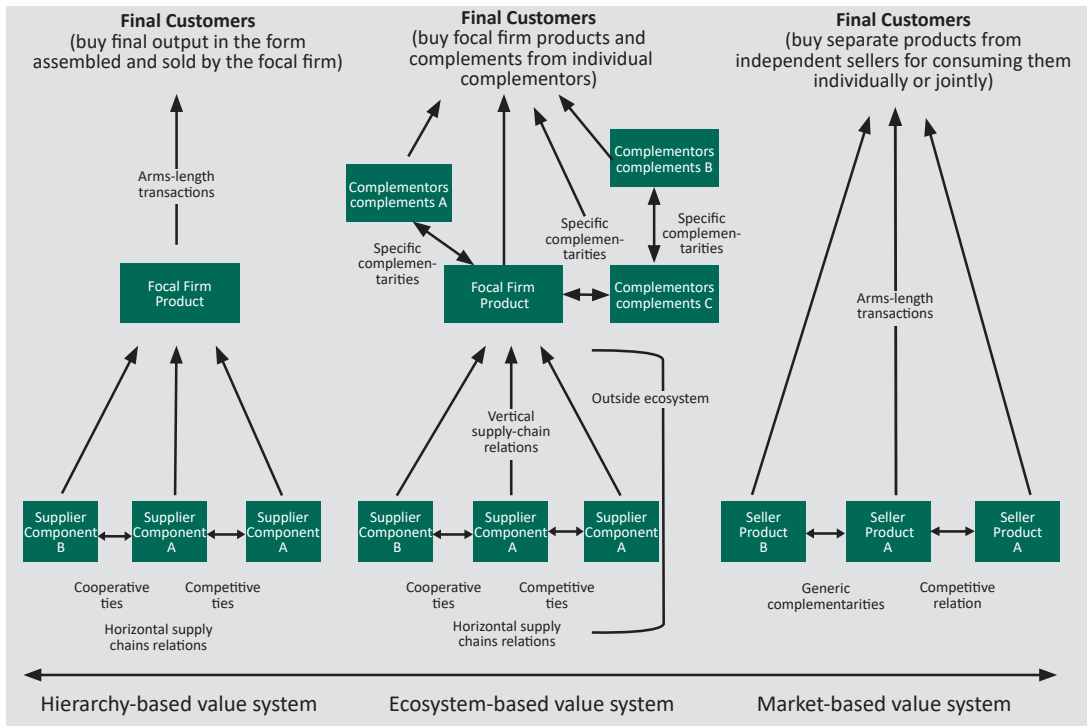 Final Customers
(buy final output in the form
assembled and sold by the focal firm)
Arms-length
transactions
Focal Firm
Product
Supplier
Component
B
Supplier
Component
A
Supplier
Component
A
Cooperative
ties
Competitive
ties
Horizontal supply
chains relations
Hierarchy-based value system
Final Customers
(buy focal firm products and
complements from individual
complementors)
Complementors
complements A
Complementors
complements B
Specific
complemen-
tarities
Specific
complemen-
tarities
Specific
complemen-
tarities
Focal Firm
Product
Complementors
complements C
Outside ecosystem
Vertical
supply-chain
relations
Supplier
Component
B
Supplier
Component
A
Supplier
Component
A
Cooperative
ties
Competitive
ties
Horizontal supply
chains relations
Ecosystem-based value system
Final Customers
(buy separate products from
independent sellers for consuming them
individually or jointly)
Arms-length
transactions
Seller
Product
B
Seller
Product
A
Seller
Product
A
Generic
complementarities
Competitive
relation
Market-based value system